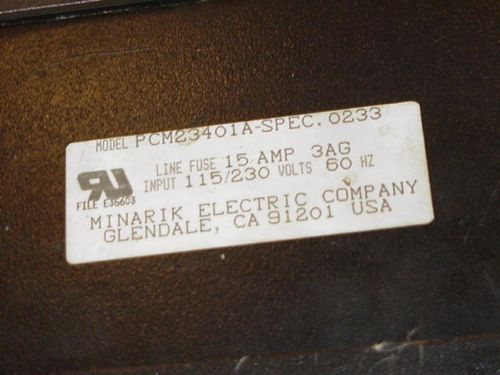 MODEL PCM23401A-SPEC. 0233
LINE FUSE 15 AMP 3AG
INPUT 115/230 VOLTS 60 HZ
FILE E35603
MINARIK ELECTRIC COMPANY
GLENDALE, CA 91201 USA